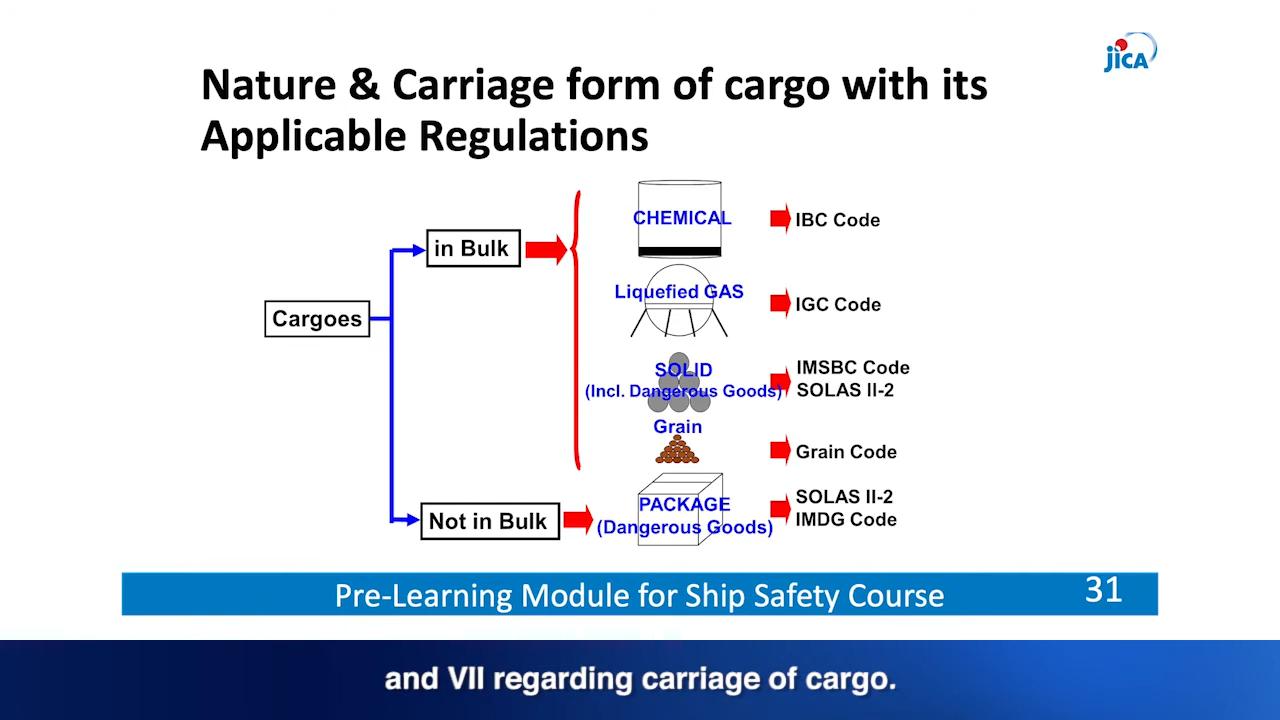 JICA
Nature & Carriage form of cargo with its
Applicable Regulations
Cargoes
in Bulk
CHEMICAL
IBC Code
Liquefied GAS
IGC Code
SOLID
(Incl. Dangerous Goods)
IMSBC Code
SOLAS II-2
Grain
Grain Code
Not in Bulk
PACKAGE
(Dangerous Goods)
SOLAS II-2
IMDG Code
Pre-Learning Module for Ship Safety Course
31
and VII regarding carriage of cargo.